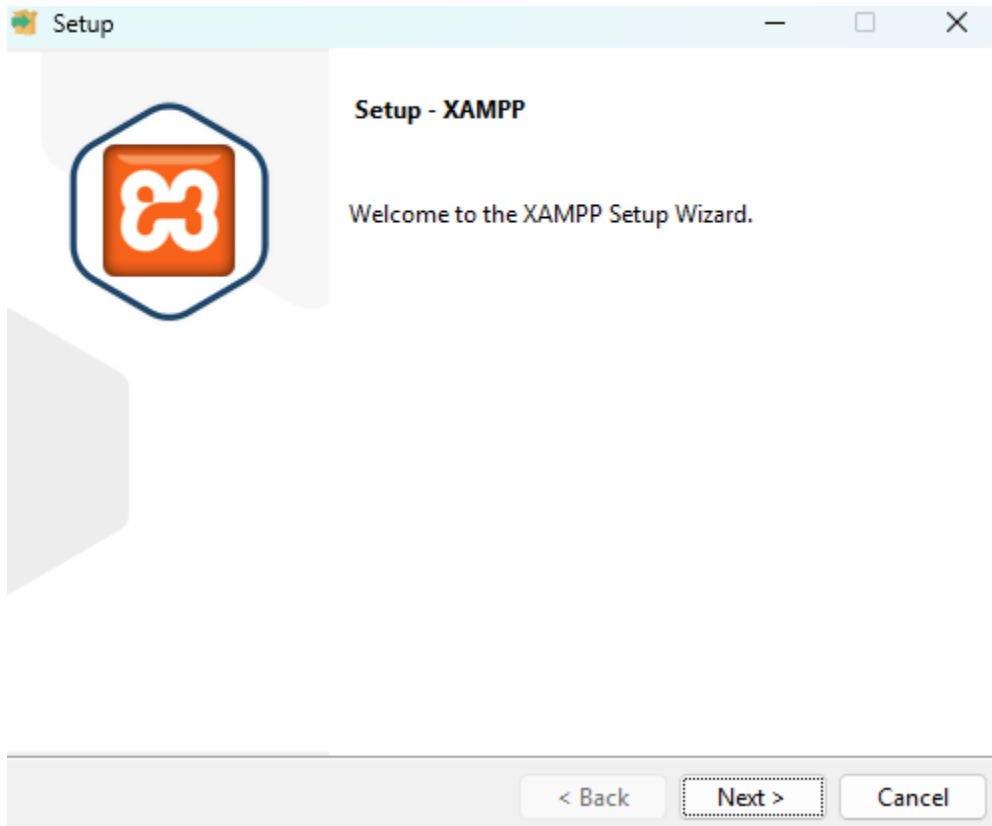 Setup
Setup - XAMPP
Welcome to the XAMPP Setup Wizard.
< Back
Next >
Cancel